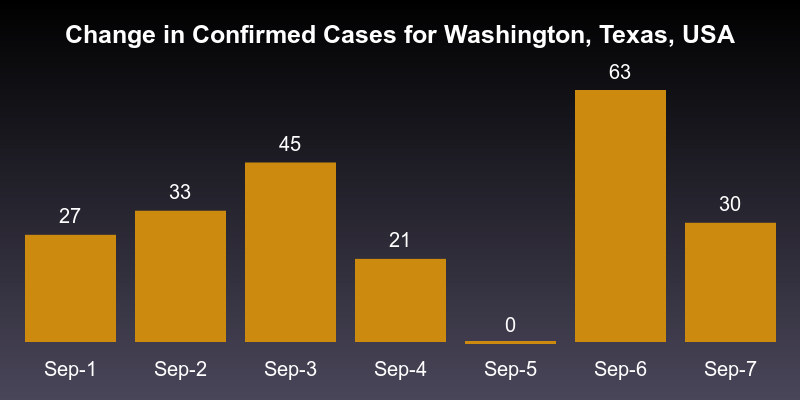 Change in Confirmed Cases for Washington, Texas, USA
27
33
45
21
0
63
30
Sep-1
Sep-2
Sep-3
Sep-4
Sep-5
Sep-6
Sep-7